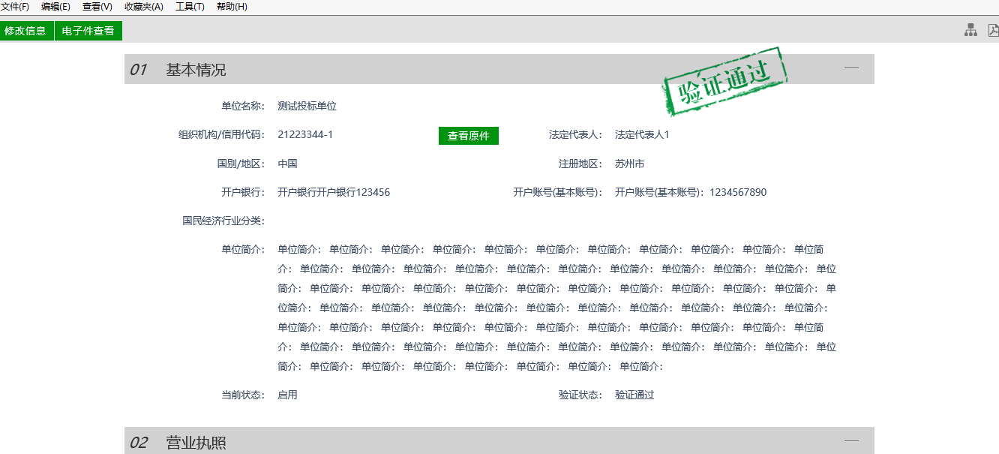 文件(F) 编辑(E) 查看(V) 收藏夹(A) 工具(T) 帮助(H)
修改信息 电子件查看
01 基本情况
验证通过
单位名称： 测试投标单位
组织机构/信用代码： 21223344-1 查看原件 法定代表人： 法定代表人1
国别/地区： 中国 注册地区： 苏州市
开户银行： 开户银行开户银行123456 开户账号(基本账号)： 开户账号(基本账号)：1234567890
国民经济行业分类：
单位简介： 单位简介： 单位简介： 单位简介： 单位简介： 单位简介： 单位简介： 单位简介： 单位简介： 单位简介： 单位简介： 单位简
介： 单位简介： 单位简介： 单位简介： 单位简介： 单位简介： 单位简介： 单位简介： 单位简介： 单位简介： 单位简介： 单位
简介： 单位简介： 单位简介： 单位简介： 单位简介： 单位简介： 单位简介： 单位简介： 单位简介： 单位简介： 单位简介： 单
位简介： 单位简介： 单位简介： 单位简介： 单位简介： 单位简介： 单位简介： 单位简介： 单位简介： 单位简介： 单位简介：
单位简介： 单位简介： 单位简介： 单位简介： 单位简介： 单位简介： 单位简介： 单位简介： 单位简介： 单位简介： 单位简
介： 单位简介： 单位简介： 单位简介： 单位简介： 单位简介： 单位简介： 单位简介： 单位简介： 单位简介： 单位简介： 单位
简介： 单位简介： 单位简介： 单位简介： 单位简介： 单位简介： 单位简介： 单位简介：
当前状态： 启用 验证状态： 验证通过
02 营业执照